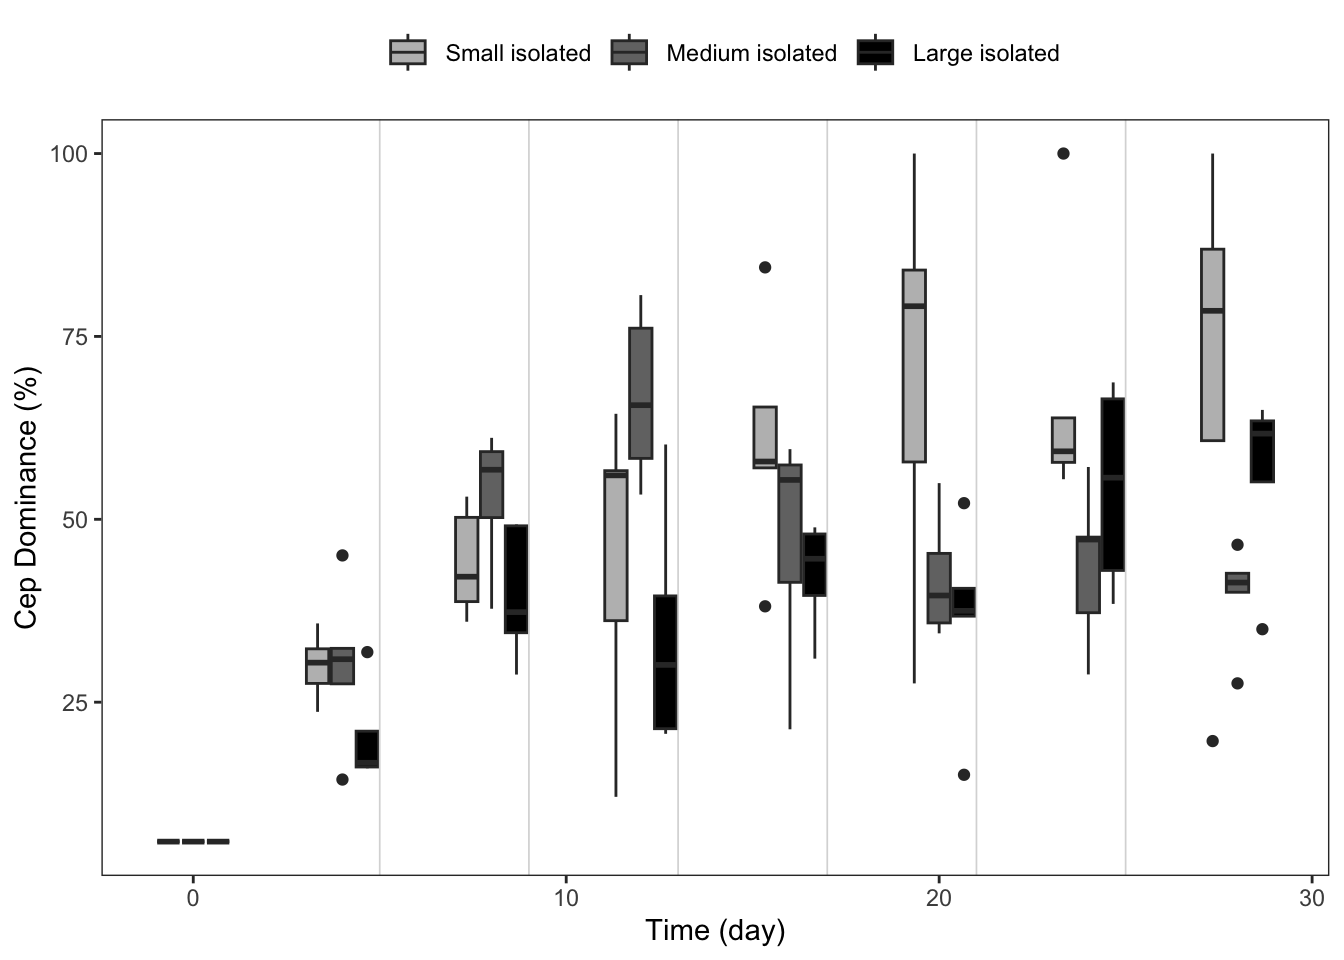 Small isolated Medium isolated Large isolated
100
75
50
25
Cep Dominance (%)
0 10 20 30
Time (day)